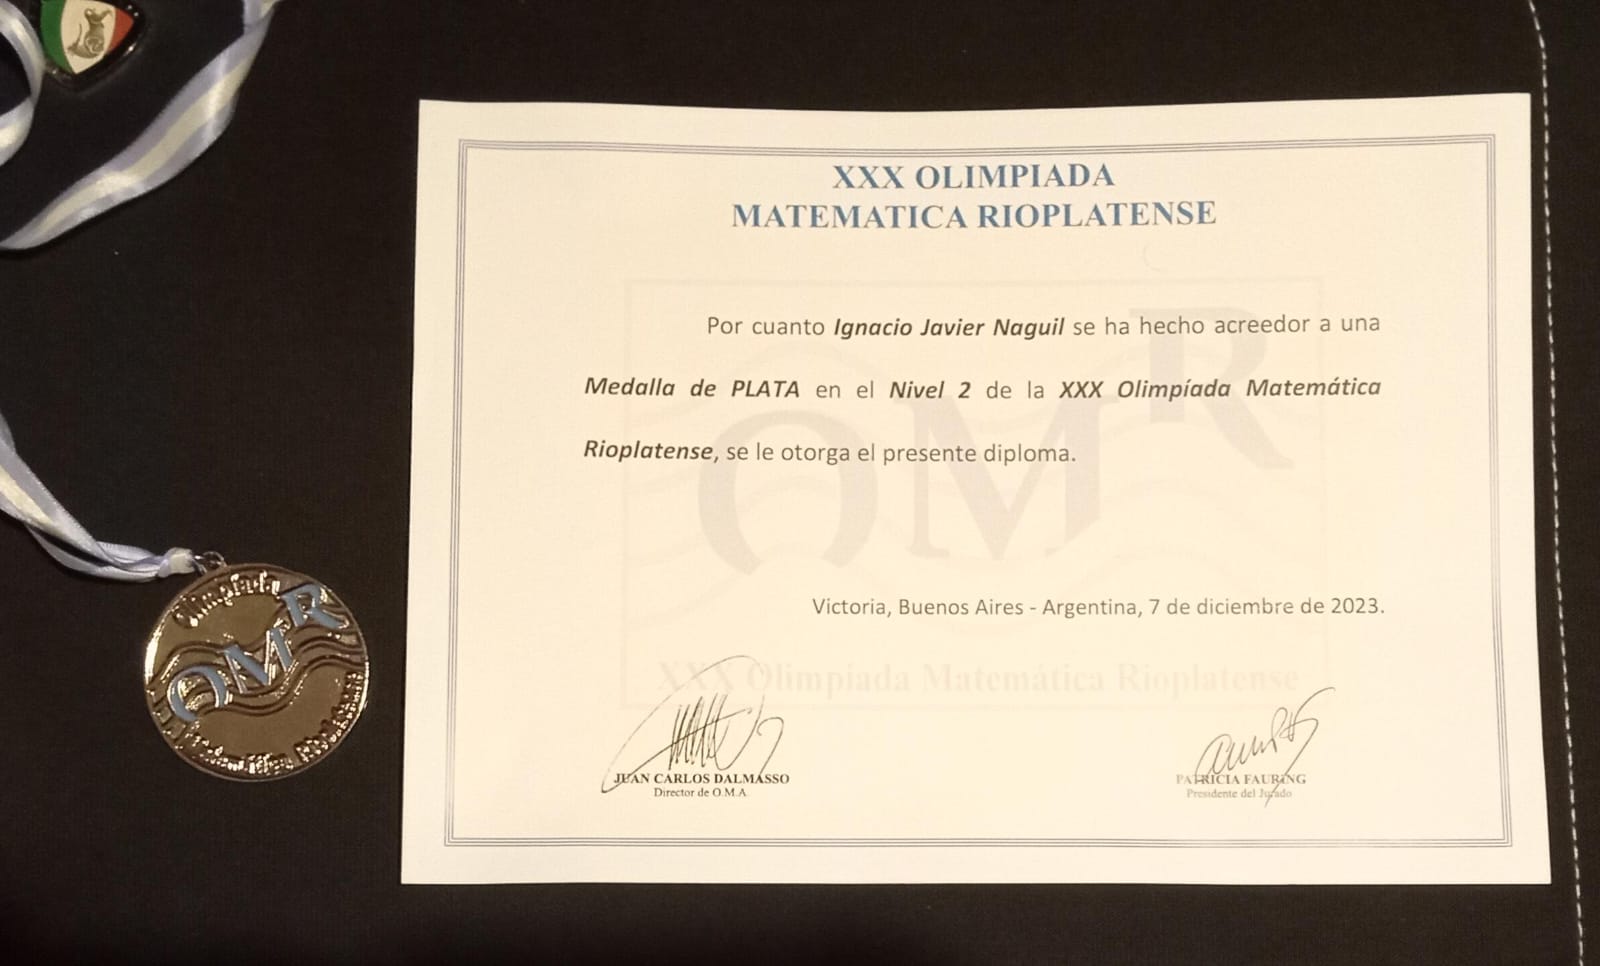 XXX OLIMPIADA
MATEMATICA RIOPLATENSE
Por cuanto Ignacio Javier Naguil se ha hecho acreedor a una
Medalla de PLATA en el Nivel 2 de la XXX Olimpíada Matemática
Rioplatense, se le otorga el presente diploma.
OMR
Victoria, Buenos Aires - Argentina, 7 de diciembre de 2023.
XXX Olimpiada Matemática Rioplatense
JUAN CARLOS DALMASSO
Director de O.M.A.
PATRICIA FAURING
Presidente del Jurado
Olimpíada
OMR